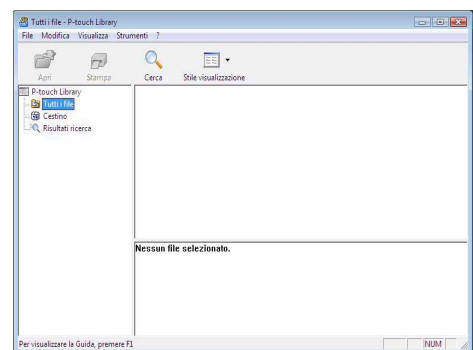 Tutti i file - P-touch Library
File Modifica Visualizza Strumenti ?
Apri Stampa Cerca Stile visualizzazione
P-touch Library
Tutti i file
Cestino
Risultati ricerca
Nessun file selezionato.
Per visualizzare la Guida, premere F1
NUM